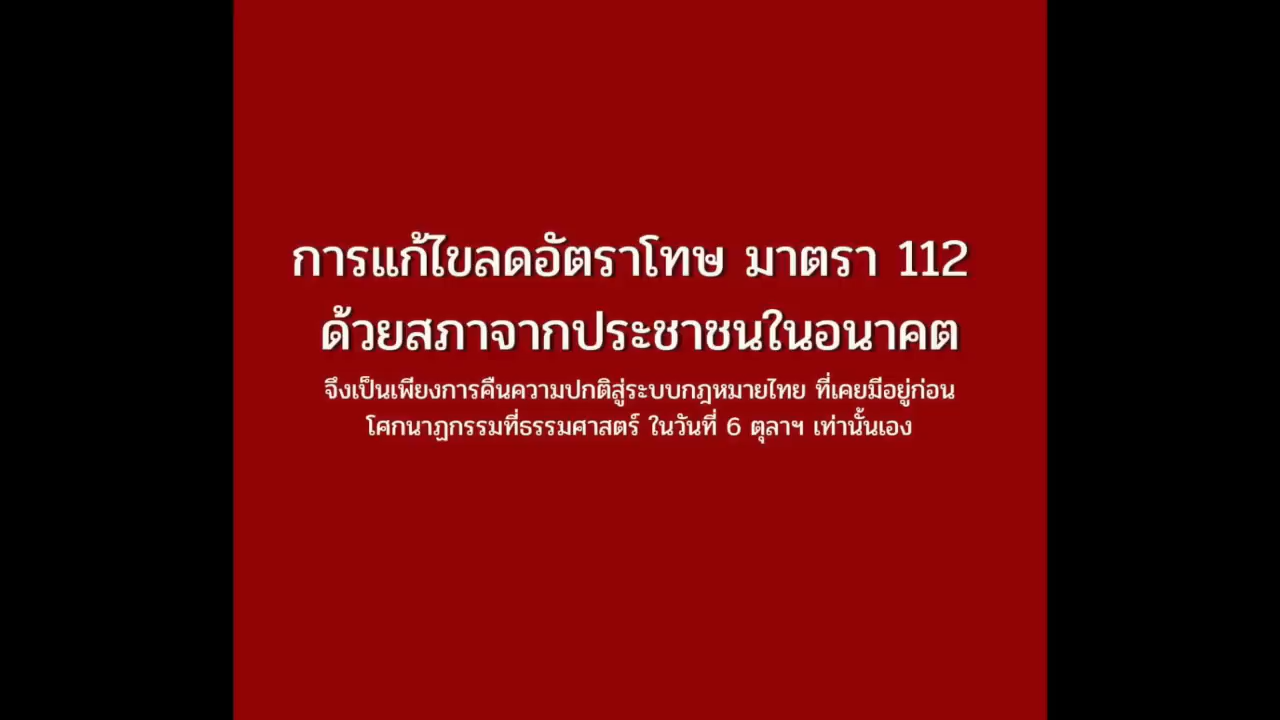 การแก้ไขลดอัตราโทษ มาตรา 112
ด้วยสภาจากประชาชนในอนาคต
จึงเป็นเพียงการคืนความปกติสู่ระบบกฎหมายไทย ที่เคยมีอยู่ก่อน
โศกนาฏกรรมที่ธรรมศาสตร์ ในวันที่ 6 ตุลาฯ เท่านั้นเอง